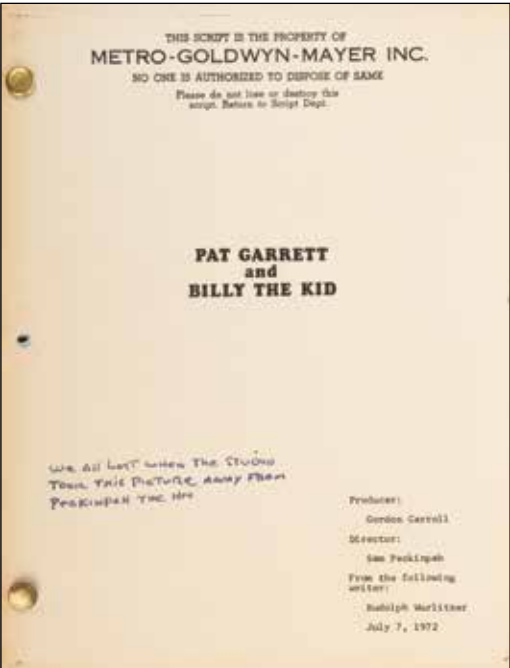 THIS SCRIPT IS THE PROPERTY OF
METRO-GOLDWYN-MAYER INC.
NO ONE IS AUTHORIZED TO DISPOSE OF SAME
Please do not lose or destroy this
script. Return to Script Dept.
PAT GARRETT
and
BILLY THE KID
We All Lost when The Studio
Took This Picture Away From
Peckinpah The
Producer:
Gordon Carroll
Director:
Sam Peckinpah
From the following
writer:
Rudolph Wurlitzer
July 7, 1972